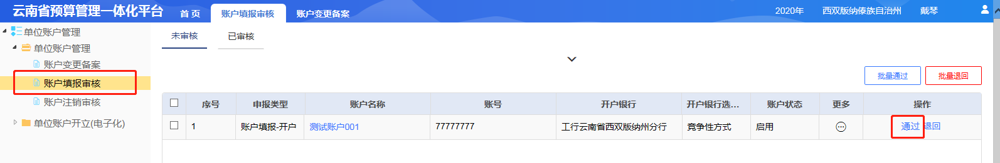 云南省预算管理一体化平台 首页 账户填报审核 账户变更备案 2020年 西双版纳傣族自治州 戴琴
单位账户管理
单位账户管理
账户变更备案
账户填报审核
账户注销审核
单位账户开立(电子化)
未审核 已审核
批量通过 批量退回
序号 申报类型 账户名称 账号 开户银行 开户银行选... 账户状态 更多 操作
1 账户填报-开户 测试账户001 77777777 工行云南省西双版纳州分行 竞争性方式 启用 通过 退回